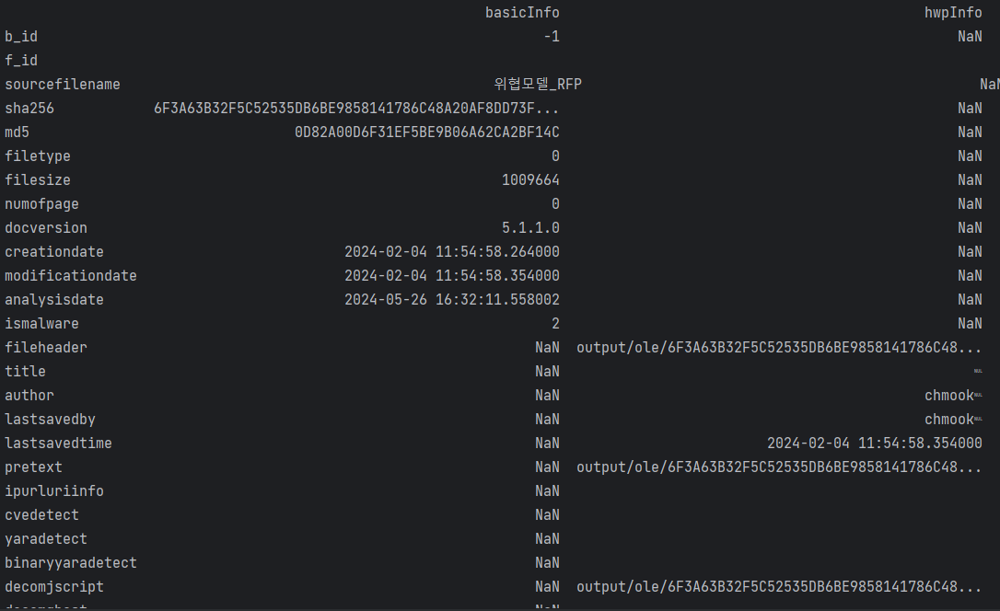 basicInfo hwpInfo
b_id -1 NaN
f_id
sourcefilename 위협모델_RFP NaN
sha256 6F3A63B32F5C52535DB6BE9858141786C48A20AF8DD73F... NaN
md5 0D82A00D6F31EF5BE9B06A62CA2BF14C NaN
filetype 0 NaN
filesize 1009664 NaN
numofpage 0 NaN
docversion 5.1.1.0 NaN
creationdate 2024-02-04 11:54:58.264000 NaN
modificationdate 2024-02-04 11:54:58.354000 NaN
analysisdate 2024-05-26 16:32:11.558002 NaN
ismalware 2 NaN
fileheader NaN output/ole/6F3A63B32F5C52535DB6BE9858141786C48...
title NaN NUL
author NaN chmookNUL
lastsavedby NaN chmookNUL
lastsavedtime NaN 2024-02-04 11:54:58.354000
pretext NaN output/ole/6F3A63B32F5C52535DB6BE9858141786C48...
ipurluriinfo NaN
cvedetect NaN
yaradetect NaN
binaryyaradetect NaN
decomjscript NaN output/ole/6F3A63B32F5C52535DB6BE9858141786C48...